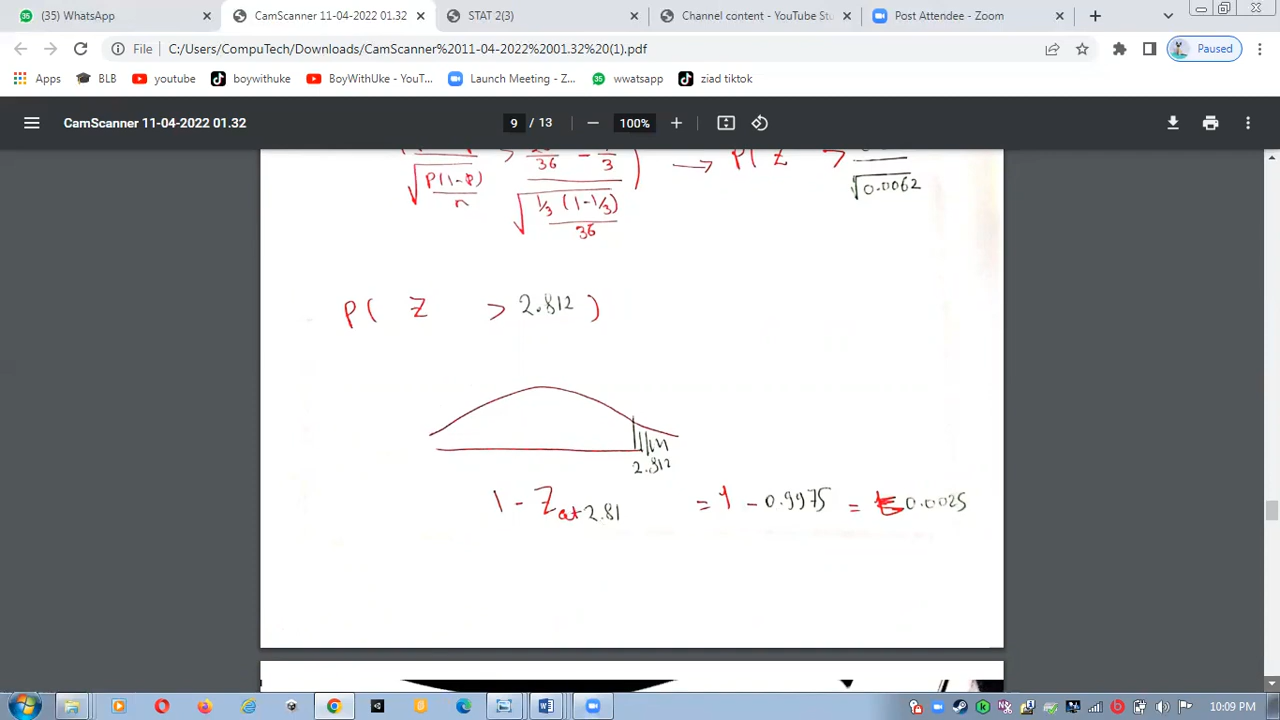 (35) WhatsApp
CamScanner 11-04-2022 01.32
STAT 2(3)
Channel content - YouTube Stu
Post Attendee - Zoom
File C:/Users/CompuTech/Downloads/CamScanner%2011-04-2022%2001.32%20(1).pdf
Paused
Apps BLB youtube boywithuke BoyWithUke - YouT... Launch Meeting - Z... wwatsapp ziad tiktok
CamScanner 11-04-2022 01.32
9 / 13
100%
√ P(1-P) / n
36 - 1/3
√ 1/3 (1-1/3) / 36
→ P( Z >
√0.0062
P( Z > 2.812 )
2.812
1 - Z at 2.81 = 1 - 0.9975 = 0.0025
10:09 PM